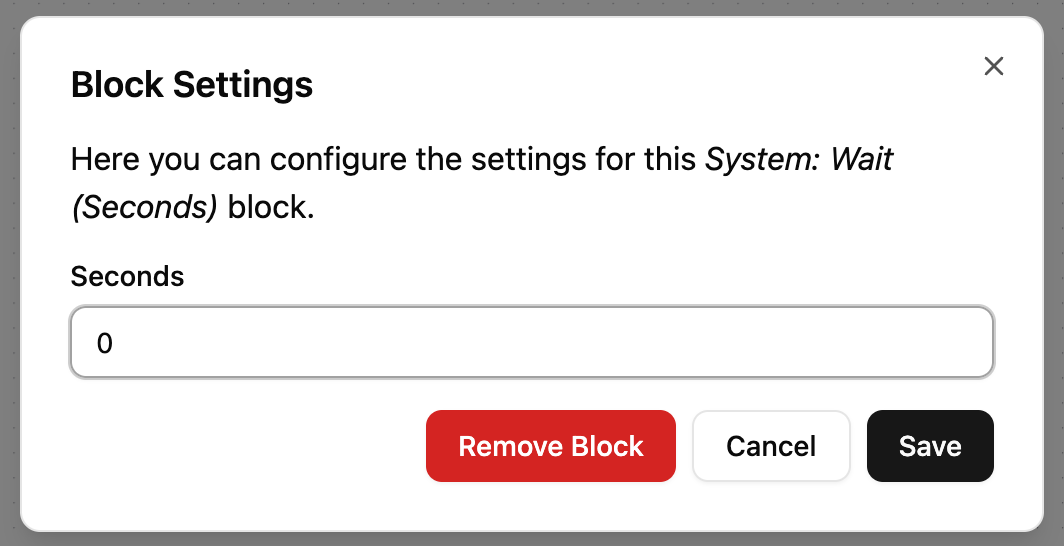 Block Settings
Here you can configure the settings for this System: Wait
(Seconds) block.
Seconds
0
Remove Block
Cancel
Save